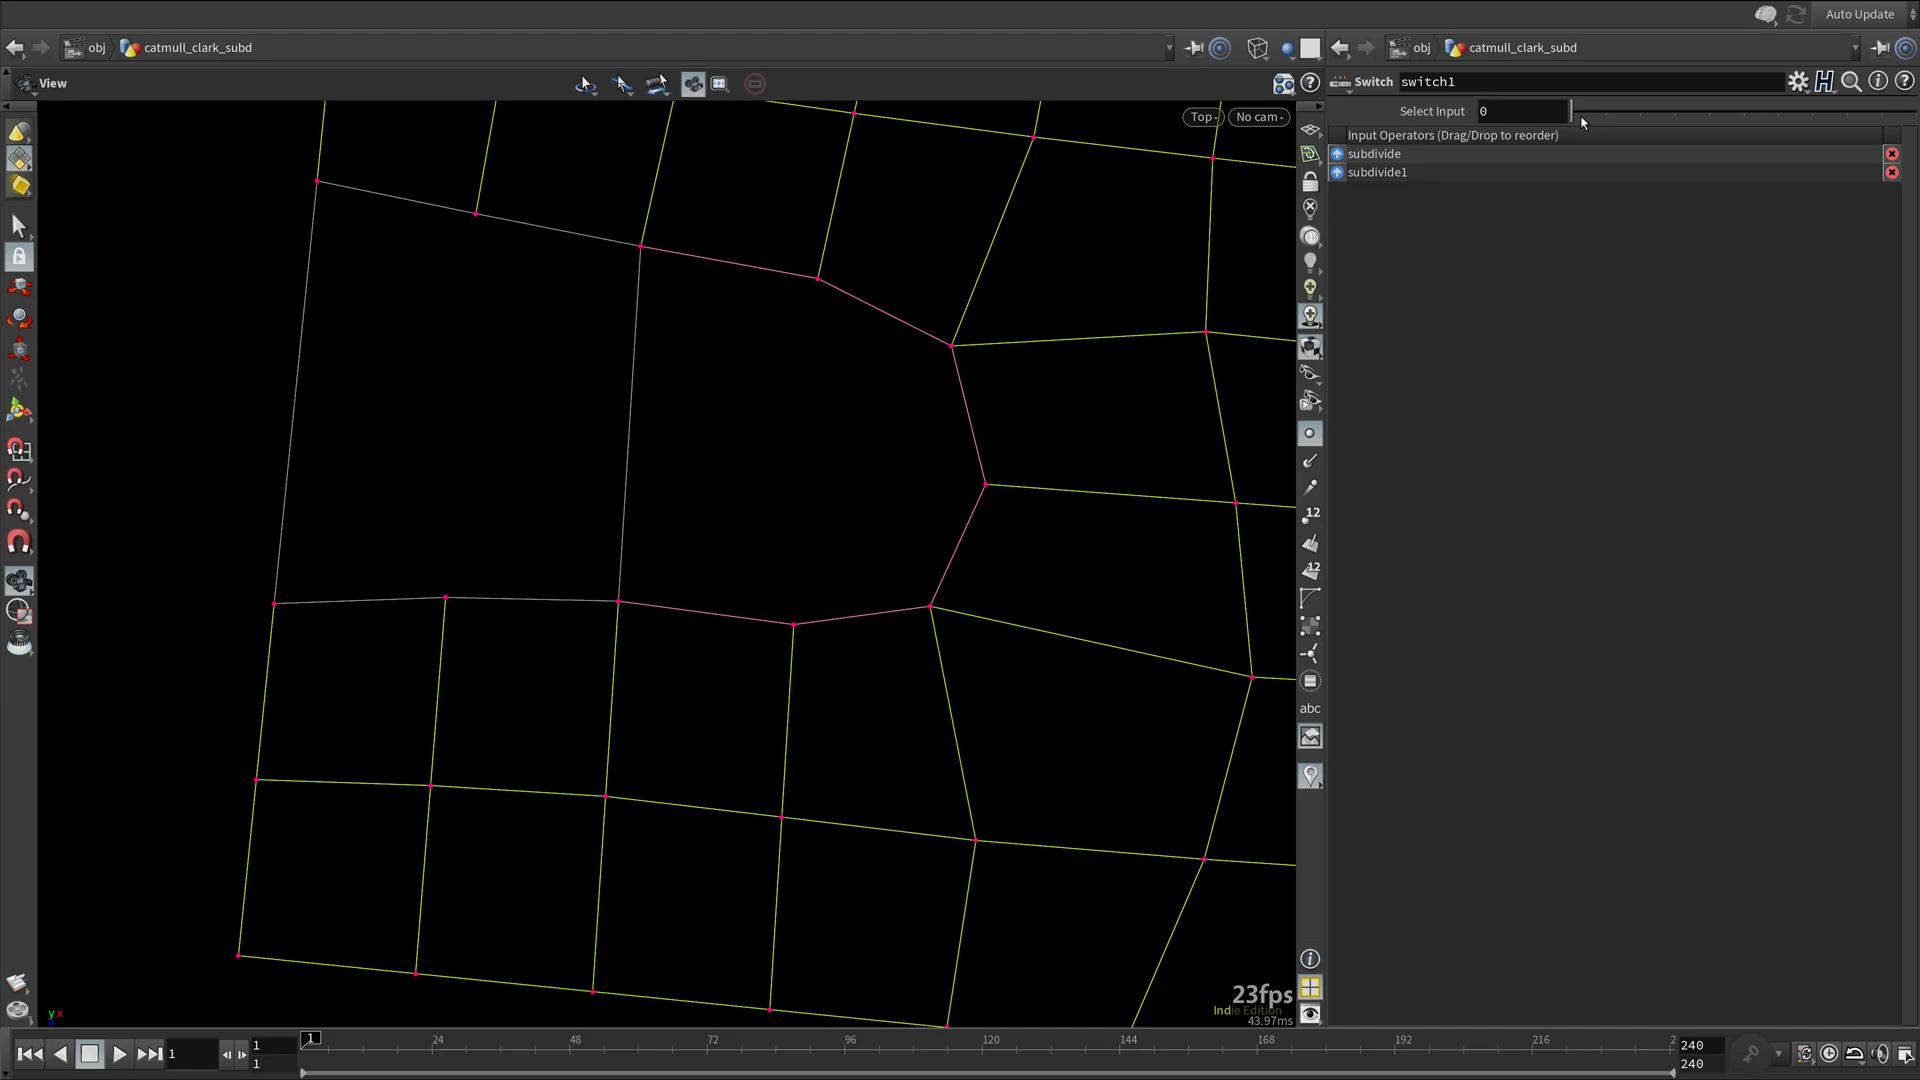 Auto Update
obj catmull_clark_subd
obj catmull_clark_subd
View
Switch switch1
Top
No cam
Select Input 0
Input Operators (Drag/Drop to reorder)
subdivide
subdivide1
12
12
abc
23fps
Indie Edition
43.97ms
yx
1
1
1
1
24
48
72
96
120
144
168
192
216
2
240
240